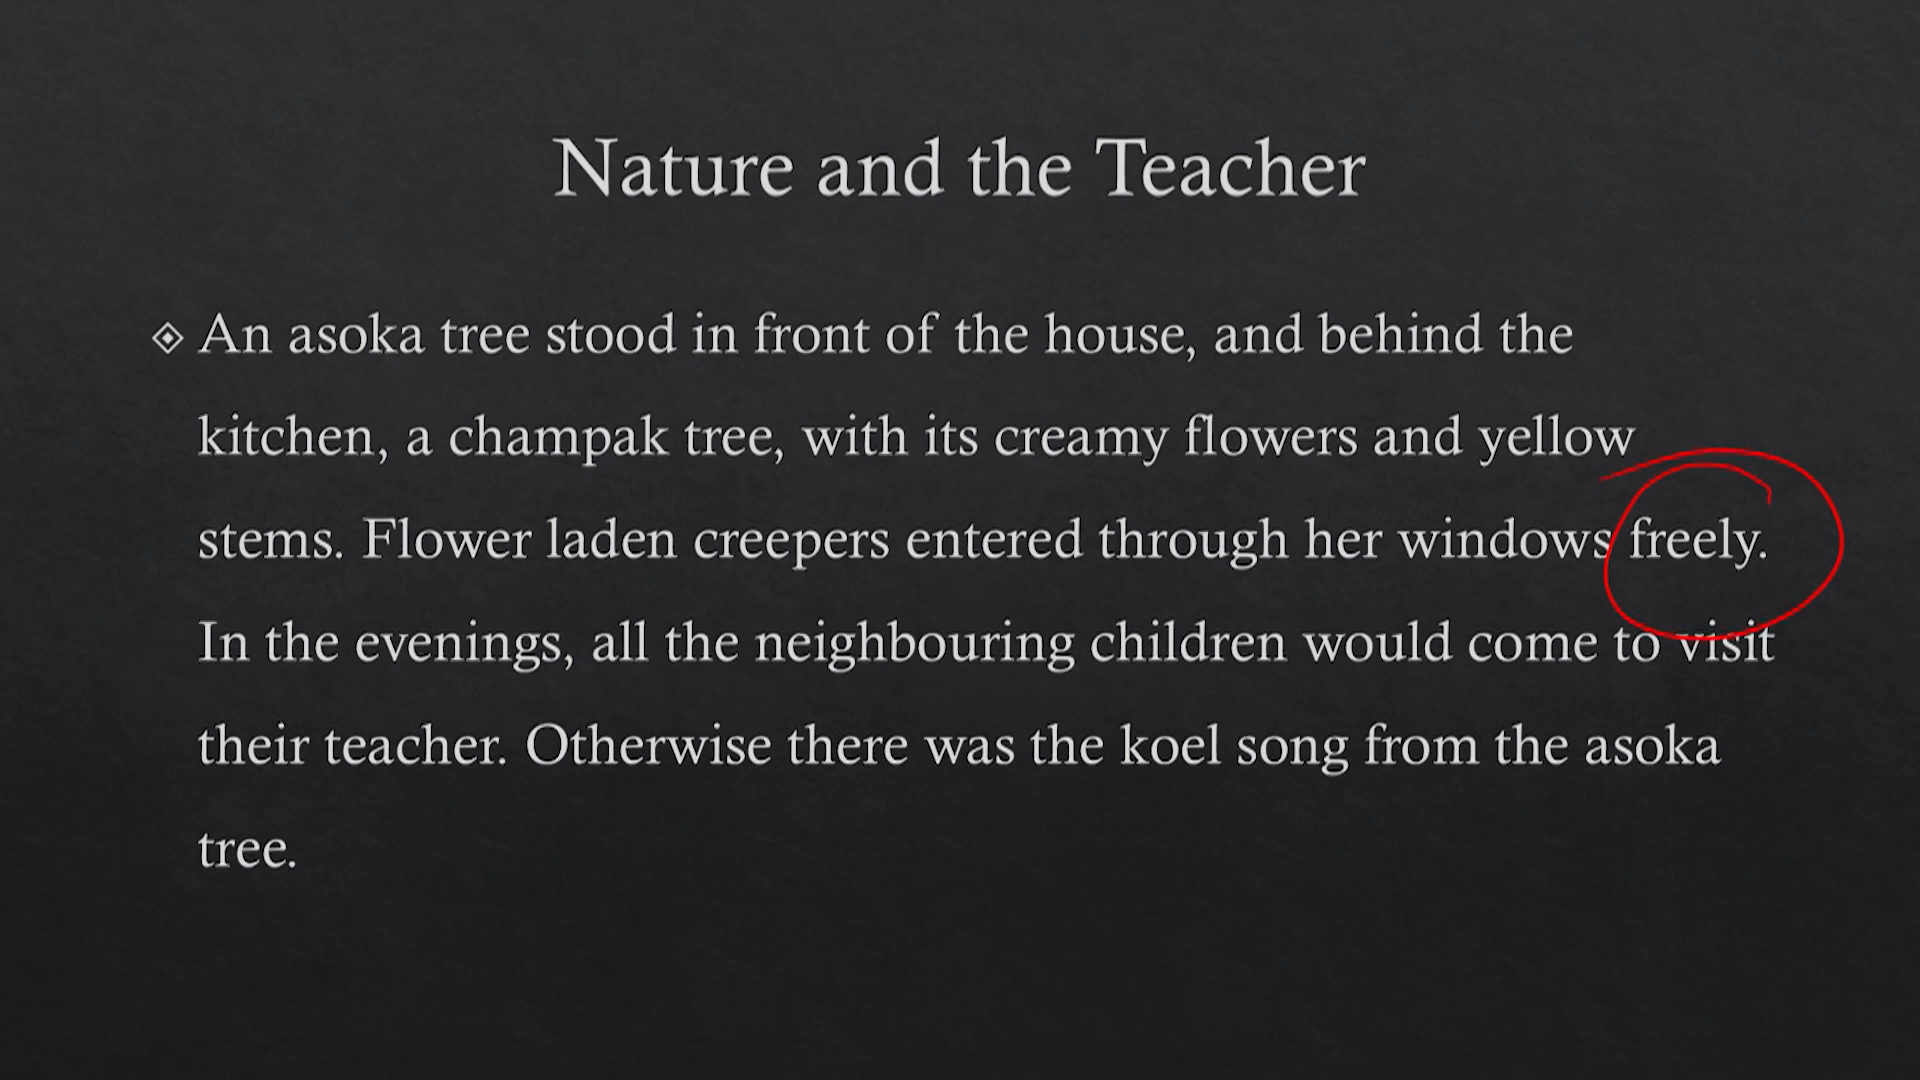 Nature and the Teacher
An asoka tree stood in front of the house, and behind the
kitchen, a champak tree, with its creamy flowers and yellow
stems. Flower laden creepers entered through her windows freely.
In the evenings, all the neighbouring children would come to visit
their teacher. Otherwise there was the koel song from the asoka
tree.